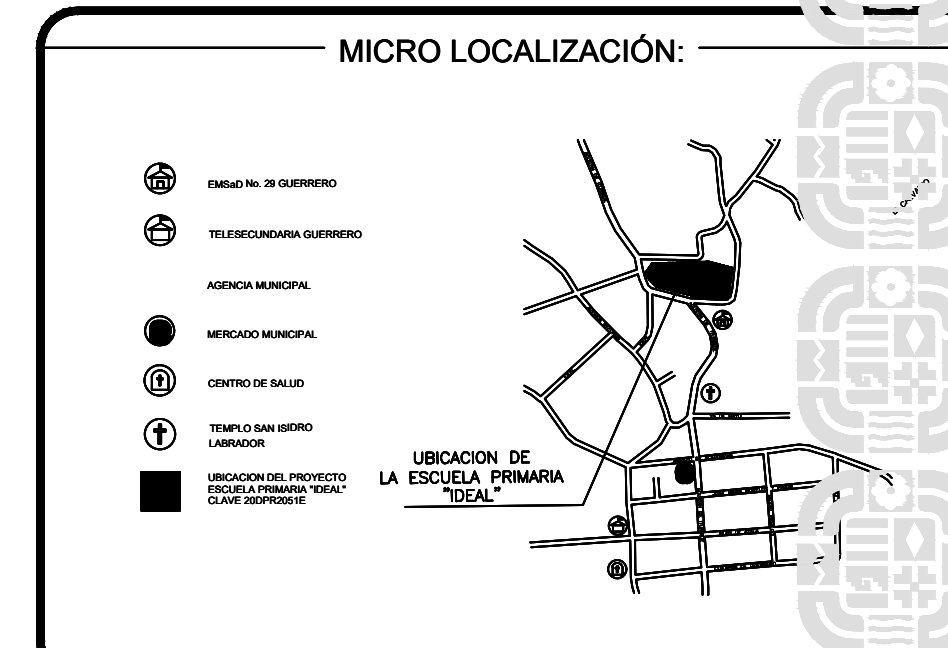 MICRO LOCALIZACIÓN:
EMSaD No. 29 GUERRERO
TELESECUNDARIA GUERRERO
AGENCIA MUNICIPAL
MERCADO MUNICIPAL
CENTRO DE SALUD
TEMPLO SAN ISIDRO
LABRADOR
UBICACION DEL PROYECTO
ESCUELA PRIMARIA "IDEAL"
CLAVE 20DPR2051E
UBICACION DE
LA ESCUELA PRIMARIA
"IDEAL"